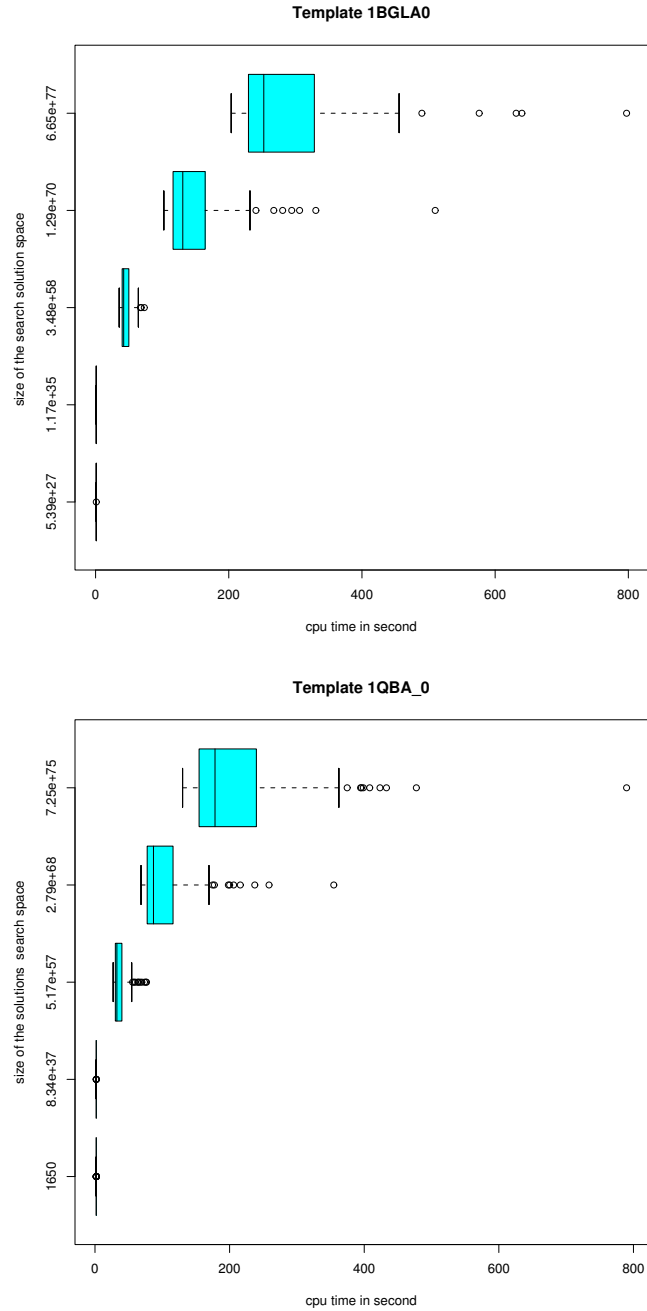 Template 1BGLA0
size of the search solution space
6.65e+77
1.29e+70
3.48e+58
1.17e+35
5.39e+27
0 200 400 600 800
cpu time in second
Template 1QBA_0
size of the solutions search space
7.25e+75
2.79e+68
5.17e+57
8.34e+37
1650
0 200 400 600 800
cpu time in second